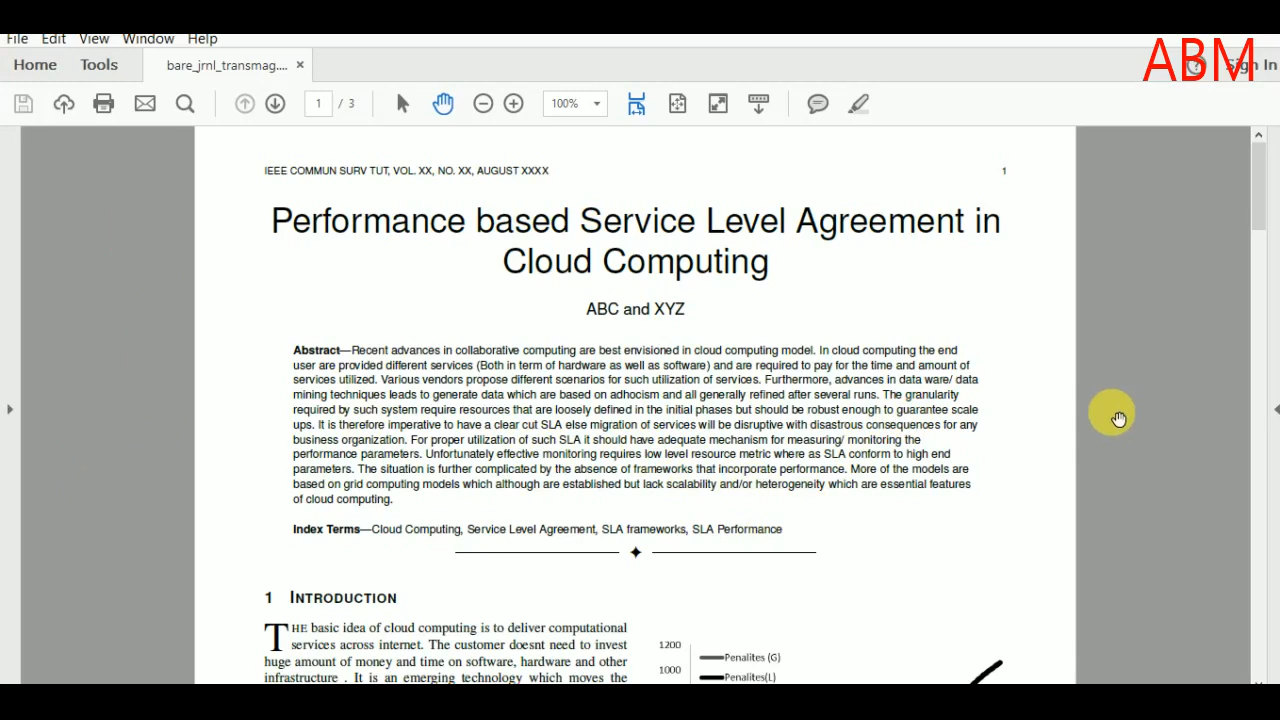 File Edit View Window Help
ABM
Home Tools bare_jrnl_transmag.... × Sign In
1 / 3 100%
IEEE COMMUN SURV TUT, VOL. XX, NO. XX, AUGUST XXXX 1
Performance based Service Level Agreement in
Cloud Computing
ABC and XYZ
Abstract—Recent advances in collaborative computing are best envisioned in cloud computing model. In cloud computing the end
user are provided different services (Both in term of hardware as well as software) and are required to pay for the time and amount of
services utilized. Various vendors propose different scenarios for such utilization of services. Furthermore, advances in data ware/ data
mining techniques leads to generate data which are based on adhocism and all generally refined after several runs. The granularity
required by such system require resources that are loosely defined in the initial phases but should be robust enough to guarantee scale
ups. It is therefore imperative to have a clear cut SLA else migration of services will be disruptive with disastrous consequences for any
business organization. For proper utilization of such SLA it should have adequate mechanism for measuring/ monitoring the
performance parameters. Unfortunately effective monitoring requires low level resource metric where as SLA conform to high end
parameters. The situation is further complicated by the absence of frameworks that incorporate performance. More of the models are
based on grid computing models which although are established but lack scalability and/or heterogeneity which are essential features
of cloud computing.
Index Terms—Cloud Computing, Service Level Agreement, SLA frameworks, SLA Performance
1 INTRODUCTION
THE basic idea of cloud computing is to deliver computational
services across internet. The customer doesnt need to invest
huge amount of money and time on software, hardware and other
infrastructure . It is an emerging technology which moves the
1200
Penalites (G)
1000
Penalites(L)